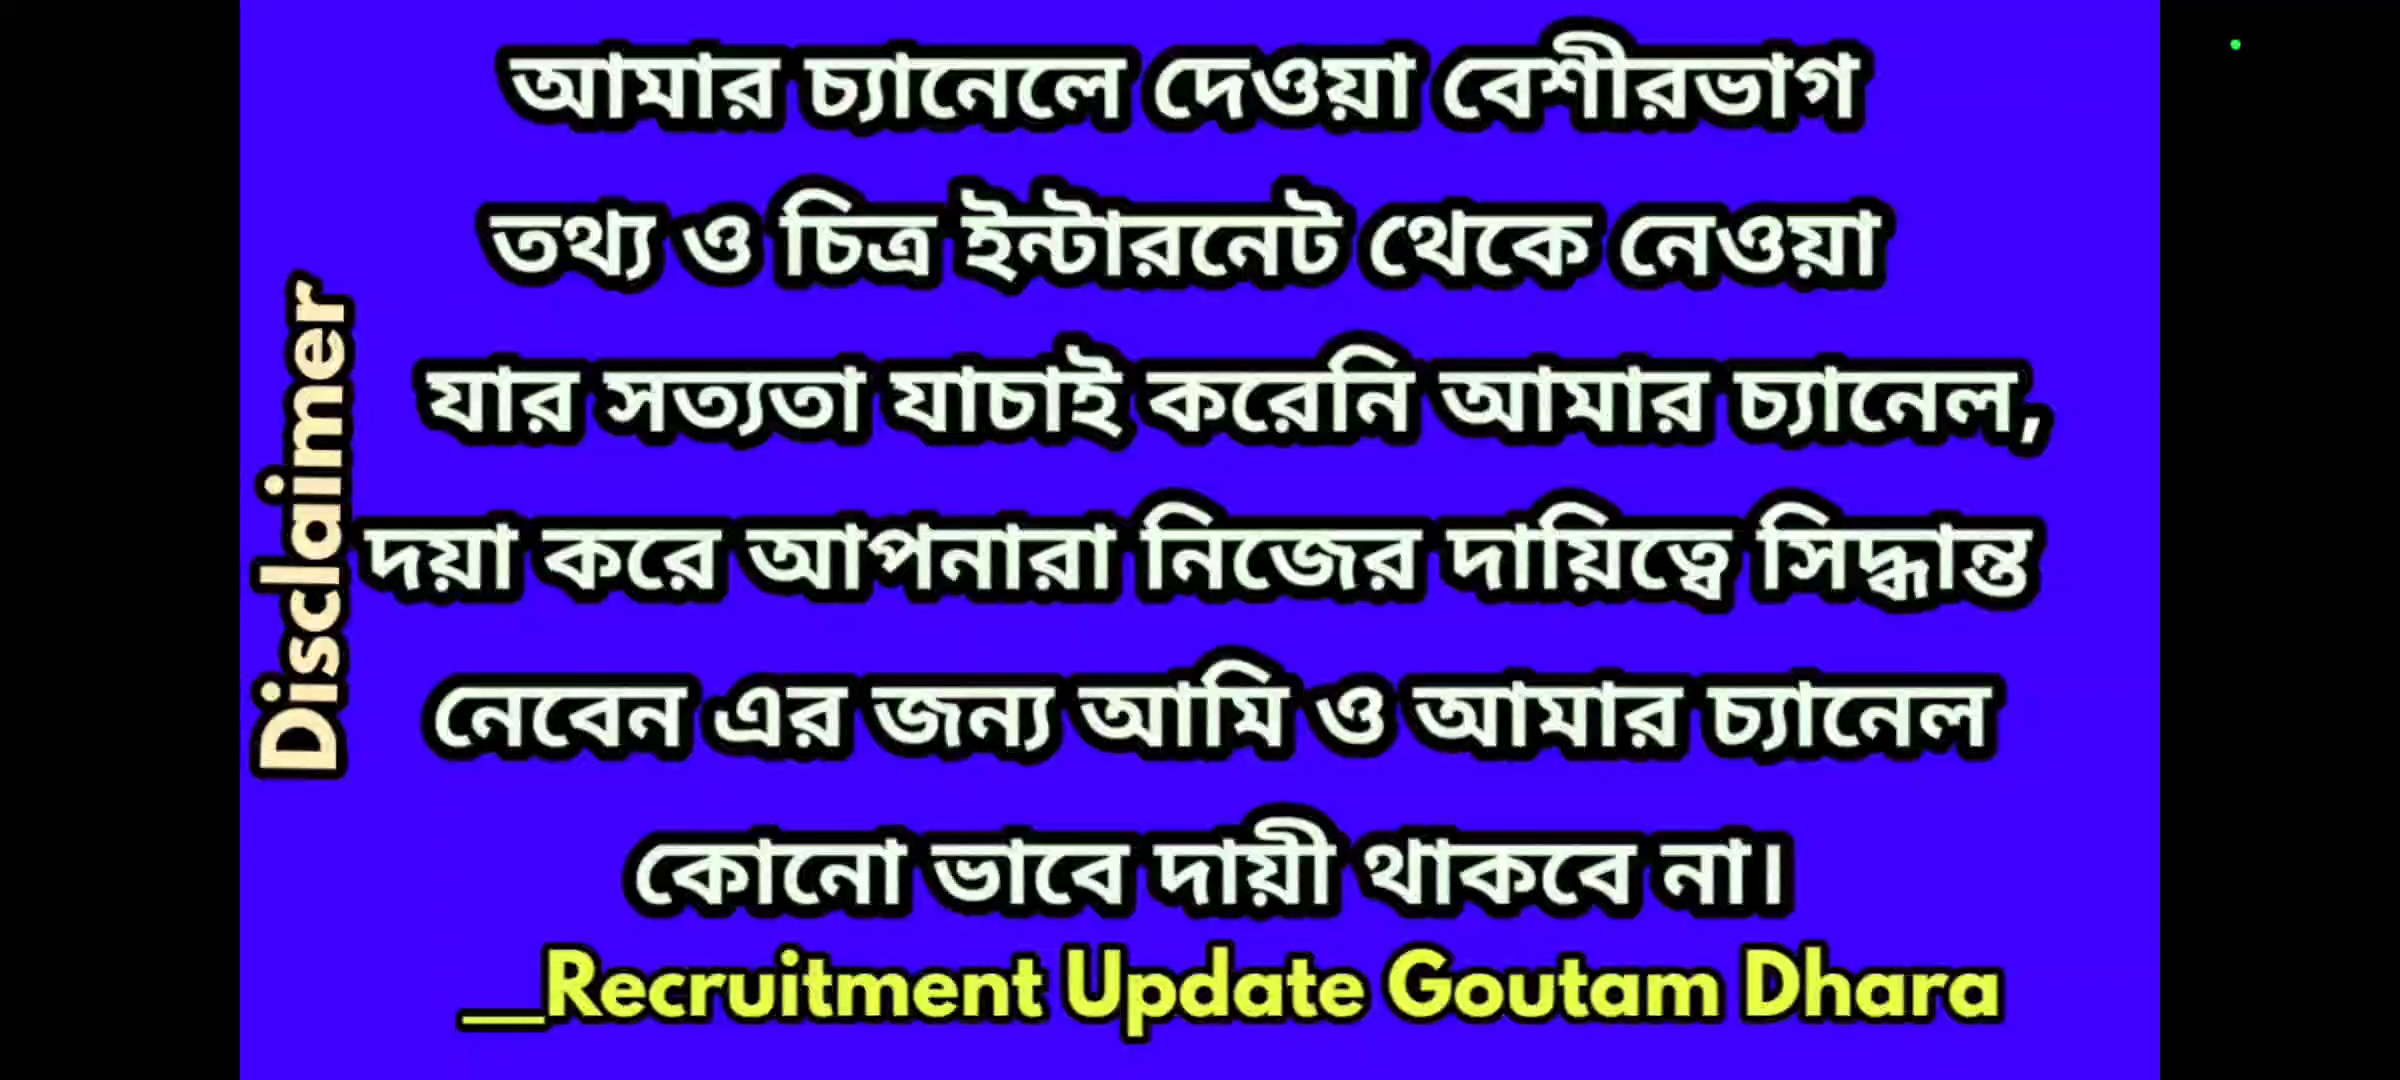 আমার চ্যানেলে দেওয়া বেশীরভাগ
তথ্য ও চিত্র ইন্টারনেট থেকে নেওয়া
যার সত্যতা যাচাই করেনি আমার চ্যানেল,
দয়া করে আপনারা নিজের দায়িত্বে সিদ্ধান্ত
নেবেন এর জন্য আমি ও আমার চ্যানেল
কোনো ভাবে দায়ী থাকবে না।
__Recruitment Update Goutam Dhara
Disclaimer